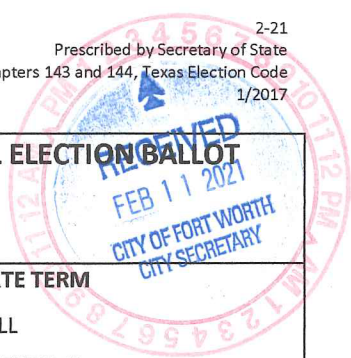 2-21
Prescribed by Secretary of State
apters 143 and 144, Texas Election Code
1/2017
L ELECTION BALLOT
RECEIVED
FEB 11 2021
CITY OF FORT WORTH
CITY SECRETARY
TE TERM
LL